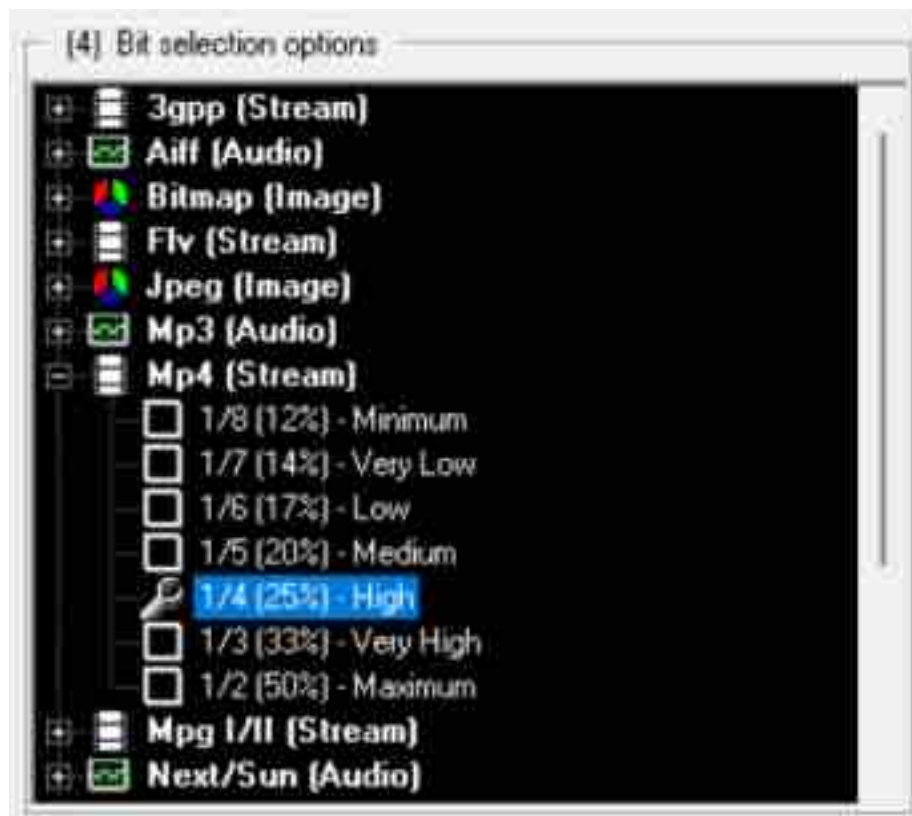 (4) Bit selection options
3gpp (Stream)
Aiff (Audio)
Bitmap (Image)
Flv (Stream)
Jpeg (Image)
Mp3 (Audio)
Mp4 (Stream)
1/8 (12%) - Minimum
1/7 (14%) - Very Low
1/6 (17%) - Low
1/5 (20%) - Medium
1/4 (25%) - High
1/3 (33%) - Very High
1/2 (50%) - Maximum
Mpg I/II (Stream)
Next/Sun (Audio)